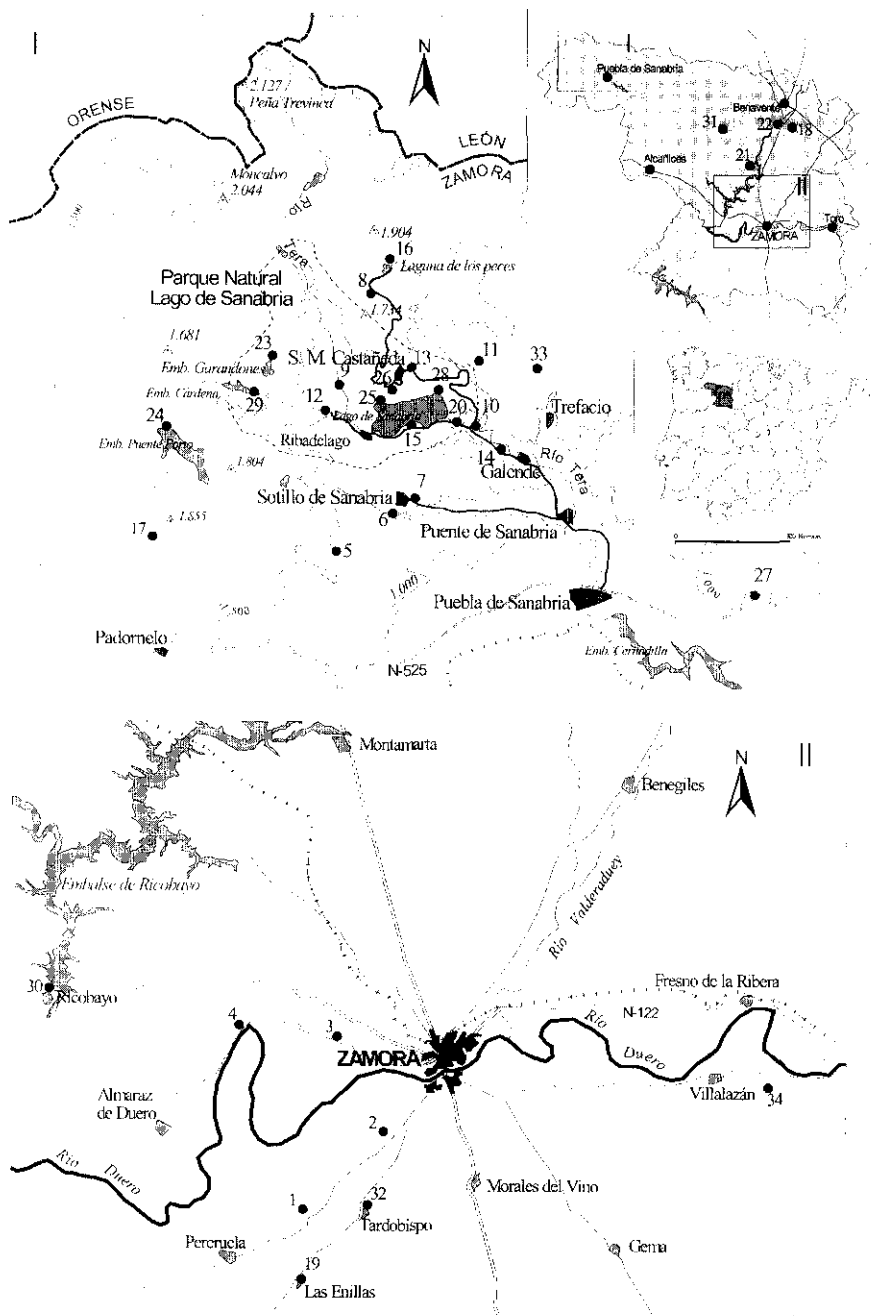 I
N
2.127
Peña Trevinca
ORENSE
LEÓN
ZAMORA
Moncalvo
2.044
Río
Tera
1.904
16
Laguna de los peces
8
Parque Natural
Lago de Sanabria
1.681
23
Emb. Garandones
S. M. Castañeda
13
11
33
9
26
28
Emb. Cárdena
29
12
25
24
Emb. Puente Porto
Ribadelago
15
20
10
Trefacio
14
Galende
Río Tera
1.804
Sotillo de Sanabria
7
6
Puente de Sanabria
17
1.855
5
1.000
Puebla de Sanabria
27
Padornelo
N-525
Emb. Cernadilla
I
Puebla de Sanabria
Benavente
31
22
18
Alcañices
21
II
ZAMORA
Toro
0
II
N
Montamarta
Benegiles
Embalse de Ricobayo
Río Valderaduey
30
Ricobayo
Fresno de la Ribera
4
3
ZAMORA
N-122
Río
Duero
Villalazán
34
Almaraz
de Duero
2
Río Duero
1
32
Tardobispo
Morales del Vino
Pereruela
Gema
19
Las Enillas